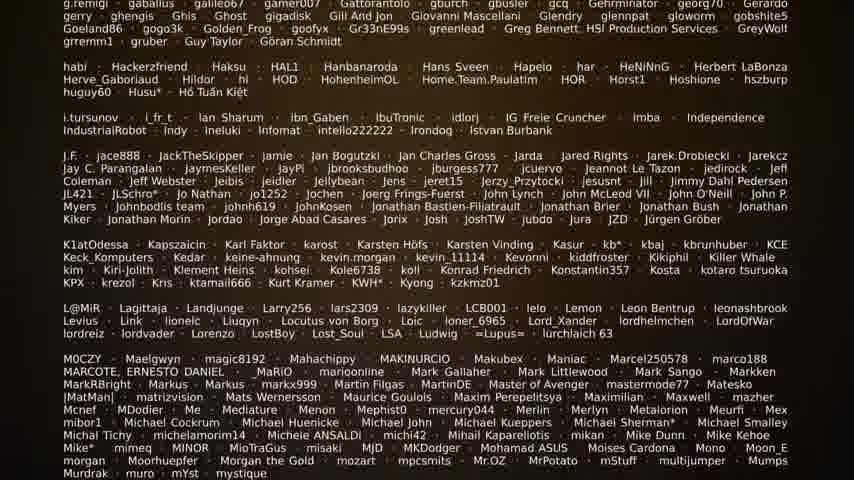 g.remigi · gaballus · galileo67 · gamer007 · Gattorantolo · gburch · gbusler · gcq · Gehrminator · georg70 · Gerardo
gerry · ghengis · Ghis · Ghost · gigadisk · Gill And Jon · Giovanni Mascellani · Glendry · glennpat · gloworm · gobshite5
Goeland86 · gogo3k · Golden_Frog · goofyx · Gr33nE99s · greenlead · Greg Bennett: HSI Production Services · GreyWolf
grremm1 · gruber · Guy Taylor · Göran Schmidt
habi · Hackerzfriend · Haksu · HAL1 · Hanbanaroda · Hans Sveen · Hapeio · har · HeNiNnG · Herbert LaBonza
Herve_Gaboriaud · Hildor · hi · HOD · HohenheimOL · Home.Team.Paulatim · HOR · Horst1 · Hoshione · hszburp
huguy60 · Husu* · Hồ Tuấn Kiệt
i.tursunov · i_fr_t · Ian Sharum · ibn_Gaben · IbuTronic · idlorj · IG Freie Cruncher · imba · Independence
IndustrialRobot · Indy · Ineluki · Infomat · intello222222 · Irondog · Istvan Burbank
J.F. · jace888 · JackTheSkipper · jamie · Jan Bogutzki · Jan Charles Gross · Jarda · Jared Rights · Jarek.Drobiecki · Jarekcz
Jay C. Parangalan · JaymesKeller · JayPi · jbrooksbudhoo · jburgess777 · jcuervo · Jeannot Le Tazon · jedirock · Jeff
Coleman · Jeff Webster · Jeibis · jeidler · Jellybean · Jens · jeret15 · Jerzy_Przytocki · jesusnt · Jill · Jimmy Dahl Pedersen
JL421 · JLSchro* · Jo Nathan · jo1252 · Jochen · Joerg Frings-Fuerst · John Lynch · John McLeod VII · John O'Neill · John P.
Myers · Johnbodlis team · johnh619 · JohnKosen · Jonathan Bastien-Filiatrault · Jonathan Brier · Jonathan Bush · Jonathan
Kiker · Jonathan Morin · Jordao · Jorge Abad Casares · Jorix · Josh · JoshTW · jubdo · Jura · JZD · Jürgen Gröber
K1atOdessa · Kapszaicin · Karl Faktor · karost · Karsten Höfs · Karsten Vinding · Kasur · kb* · kbaj · kbrunhuber · KCE
Keck_Komputers · Kedar · keine-ahnung · kevin.morgan · kevin_11114 · Kevonni · kiddfroster · Kikiphil · Killer Whale
kim · Kiri-Jolith · Klement Heins · kohsei · Kole6738 · koll · Konrad Friedrich · Konstantin357 · Kosta · kotaro tsuruoka
KPX · krezol · Kris · ktamail666 · Kurt Kramer · KWH* · Kyong · kzkmz01
L@MiR · Lagittaja · Landjunge · Larry256 · lars2309 · lazykiller · LCB001 · lelo · Lemon · Leon Bentrup · leonashbrook
Levius · Link · lionelc · Liuqyn · Locutus von Borg · Loic · loner_6965 · Lord_Xander · lordhelmchen · LordOfWar
lordreiz · lordvader · Lorenzo · LostBoy · Lost_Soul · LSA · Ludwig · =Lupus= · lurchlaich 63
M0CZY · Maelgwyn · magic8192 · Mahachippy · MAKINURCIO · Makubex · Maniac · Marcel250578 · marco188
MARCOTE, ERNESTO DANIEL · _MaRiO · marioonline · Mark Gallaher · Mark Littlewood · Mark Sango · Markken
MarkRBright · Markus · Markus · markx999 · Martin Filgas · MartinDE · Master of Avenger · mastermode77 · Matesko
|MatMan| · matrizvision · Mats Wernersson · Maurice Goulois · Maxim Perepelitsya · Maximilian · Maxwell · mazher
Mcnef · MDodier · Me · Mediature · Menon · Mephist0 · mercury044 · Merlin · Merlyn · Metalorion · Meurfi · Mex
mibor1 · Michael Cockrum · Michael Huenicke · Michael John · Michael Kueppers · Michael Sherman* · Michael Smalley
Michal Tichy · michelamorim14 · Michele ANSALDI · michi42 · Mihail Kapareliotis · mikan · Mike Dunn · Mike Kehoe
Mike* · mimeq · MINOR · MioTraGus · misaki · MJD · MKDodger · Mohamad ASUS · Moises Cardona · Mono · Moon_E
morgan · Moorhuepfer · Morgan the Gold · mozart · mpcsmits · Mr.OZ · MrPotato · mStuff · multijumper · Mumps
Murdrak · muro · mYst · mystique